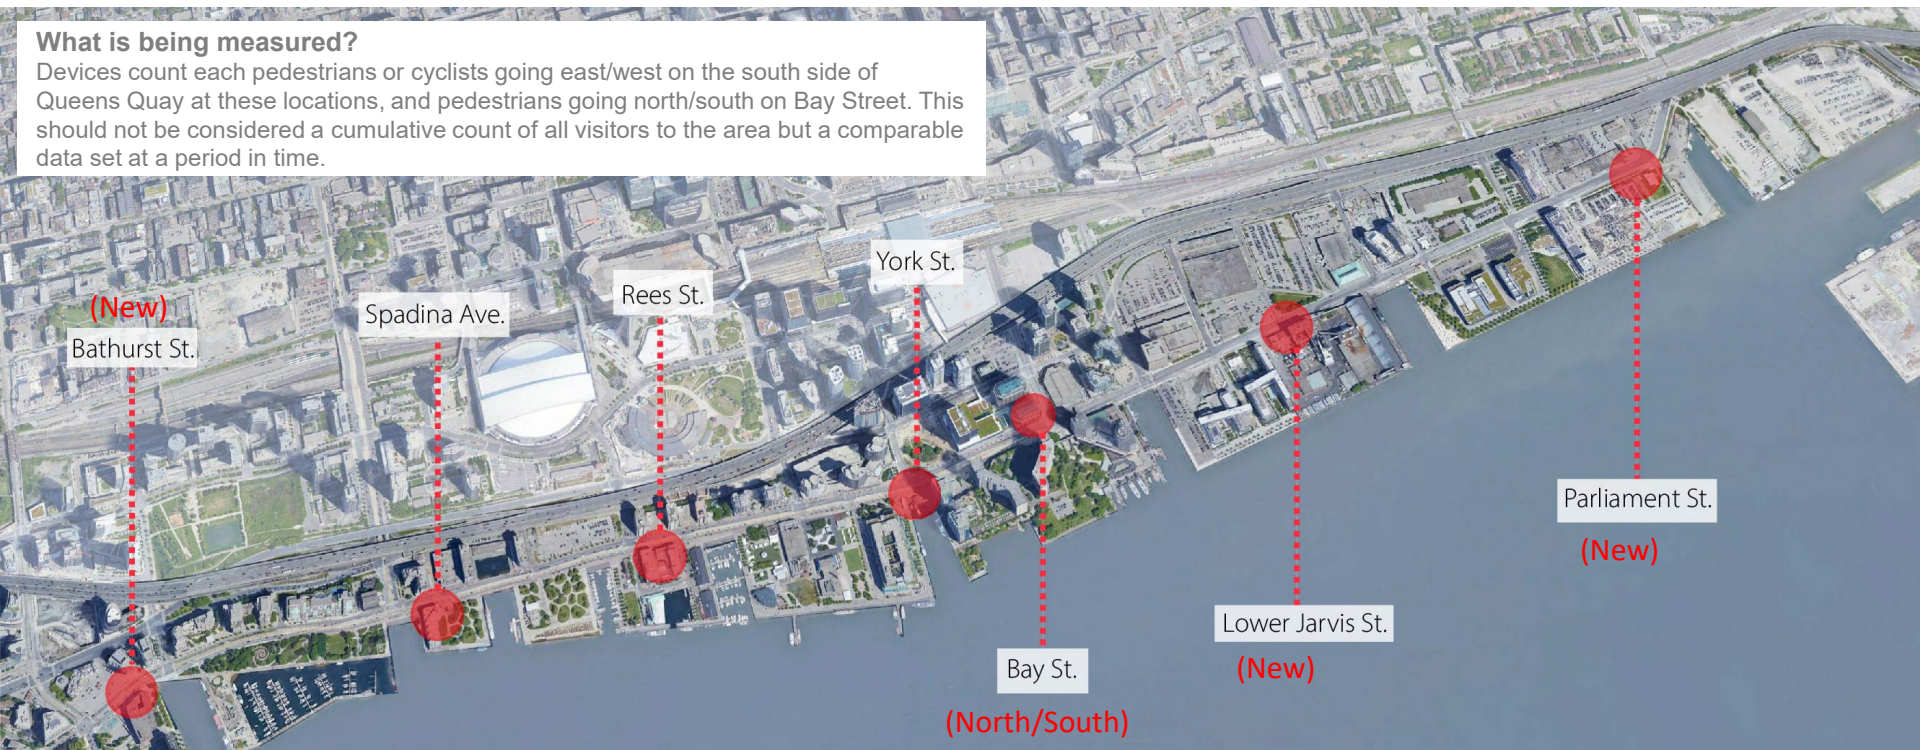 What is being measured?
Devices count each pedestrians or cyclists going east/west on the south side of
Queens Quay at these locations, and pedestrians going north/south on Bay Street. This
should not be considered a cumulative count of all visitors to the area but a comparable
data set at a period in time.
(New)
Bathurst St.
Spadina Ave.
Rees St.
York St.
Bay St.
(North/South)
Lower Jarvis St.
(New)
Parliament St.
(New)